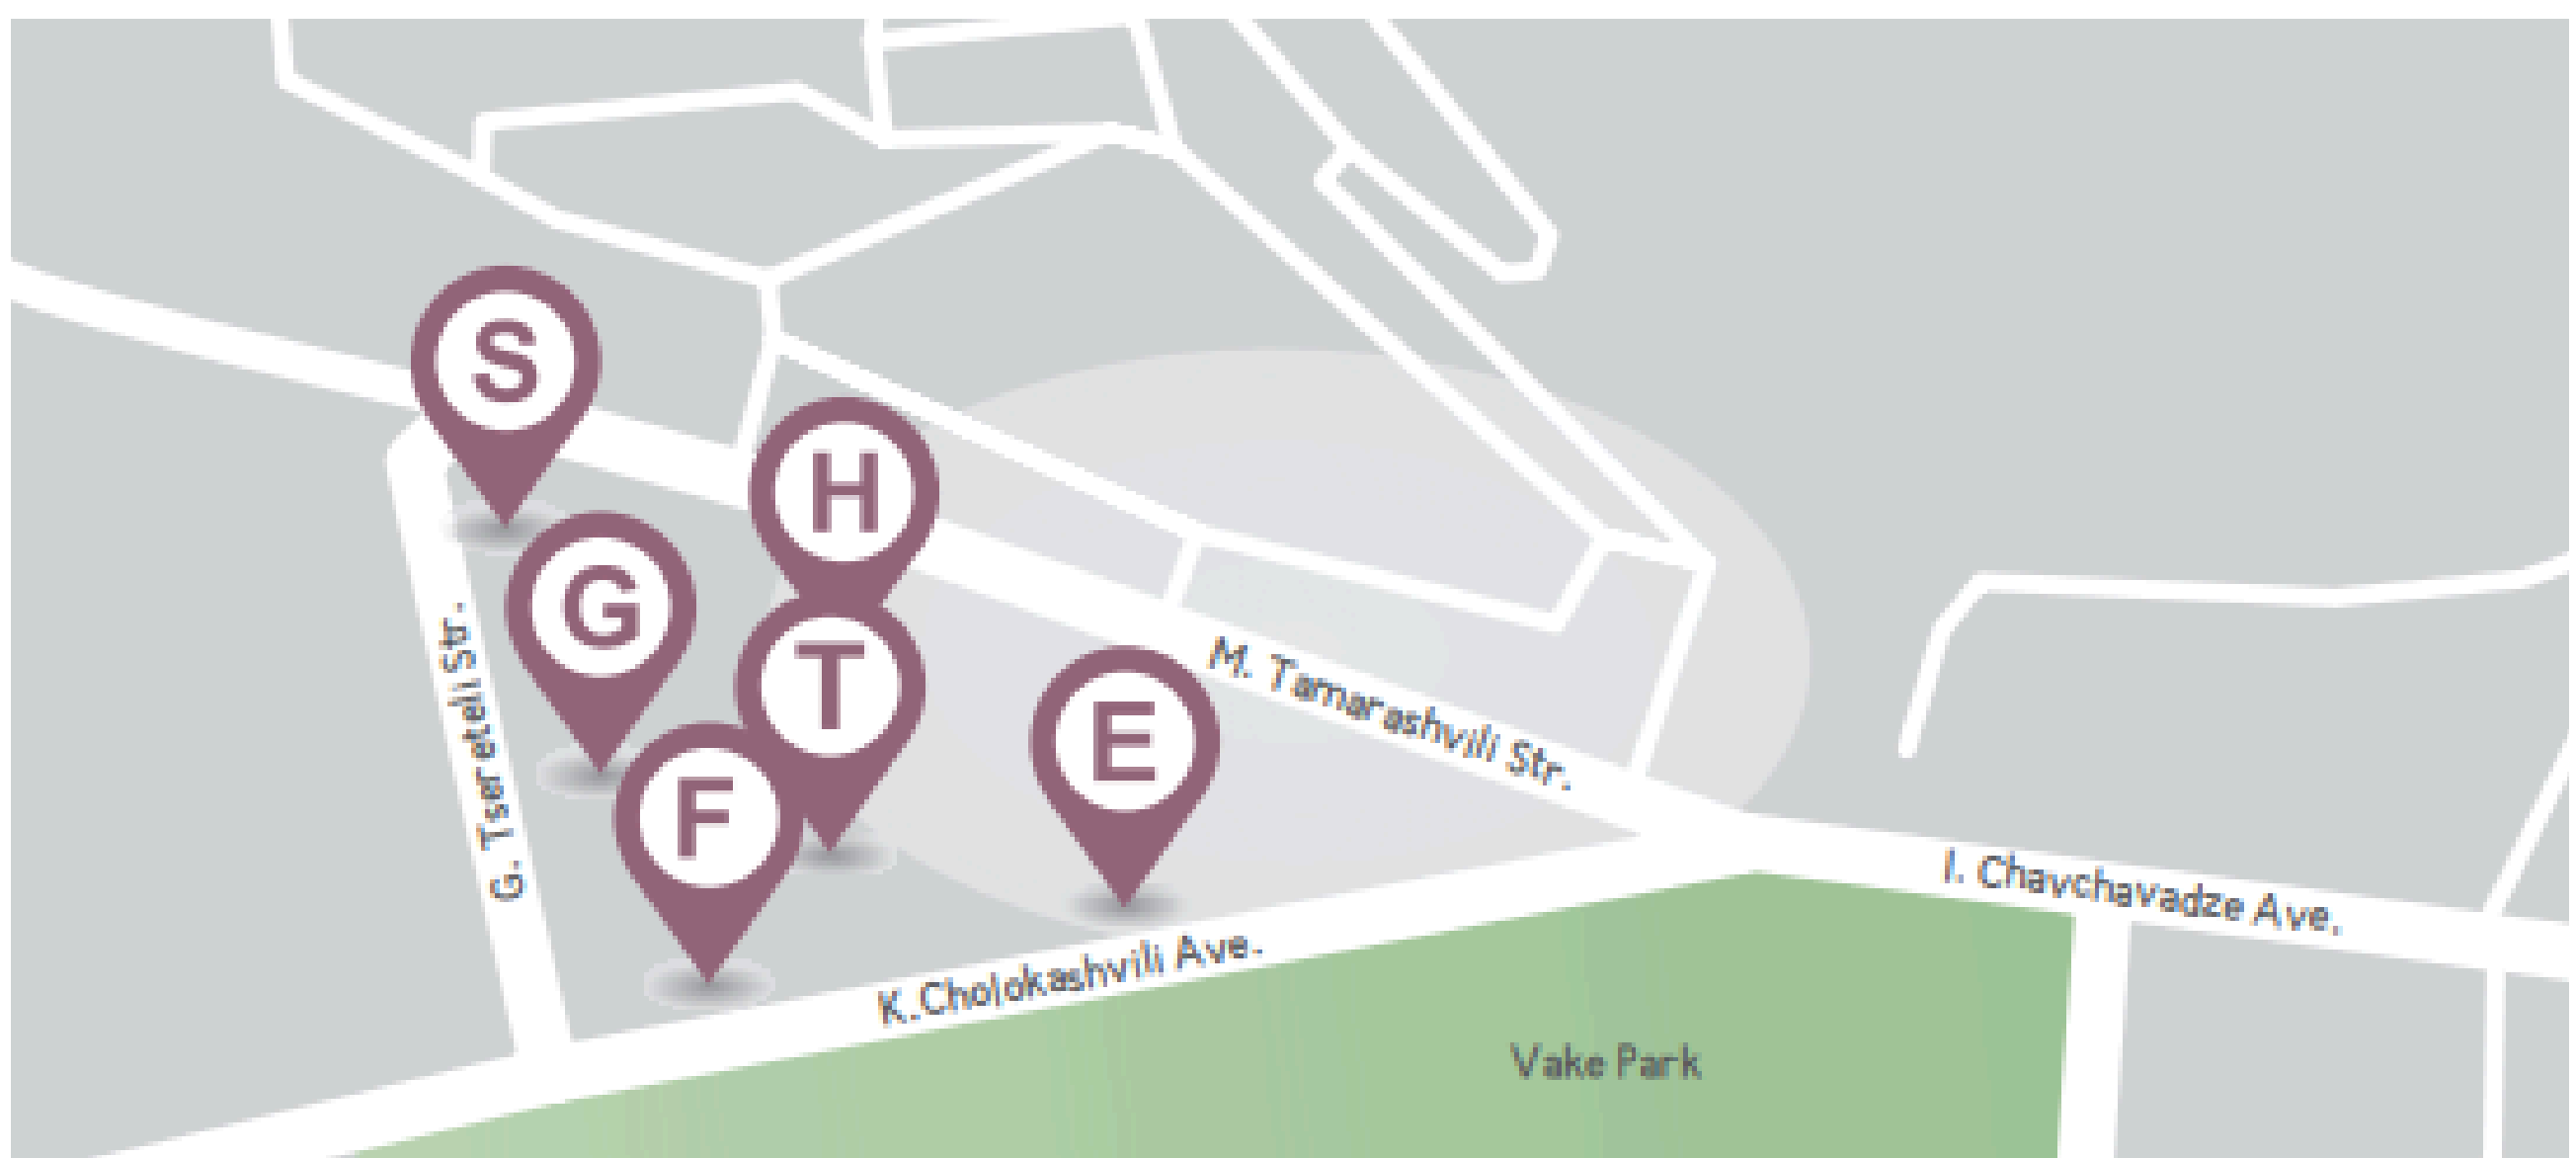 S
H
G
T
E
F
G. Tsereteli Str.
M. Tamarashvili Str.
K.Cholokashvili Ave.
I. Chavchavadze Ave.
Vake Park